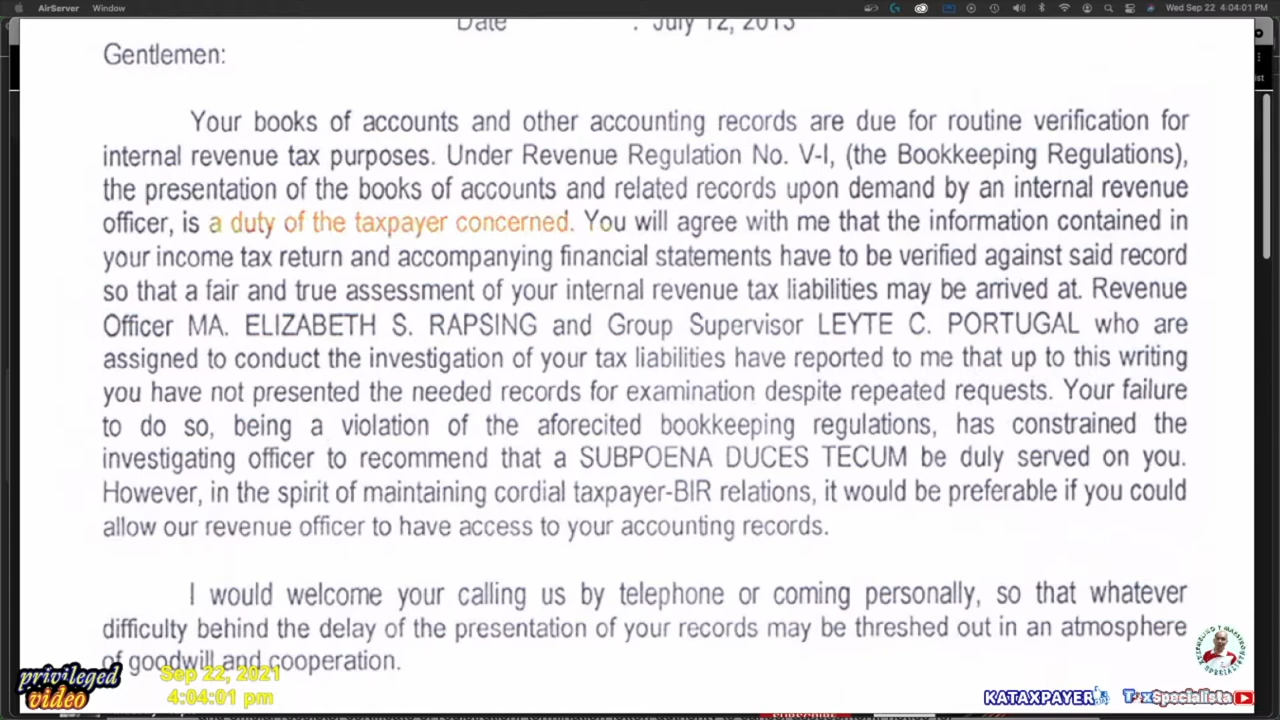 AirServer Window
Wed Sep 22 4:04:01 PM
Date : July 12, 2013
Gentlemen:
Your books of accounts and other accounting records are due for routine verification for
internal revenue tax purposes. Under Revenue Regulation No. V-I, (the Bookkeeping Regulations),
the presentation of the books of accounts and related records upon demand by an internal revenue
officer, is a duty of the taxpayer concerned. You will agree with me that the information contained in
your income tax return and accompanying financial statements have to be verified against said record
so that a fair and true assessment of your internal revenue tax liabilities may be arrived at. Revenue
Officer MA. ELIZABETH S. RAPSING and Group Supervisor LEYTE C. PORTUGAL who are
assigned to conduct the investigation of your tax liabilities have reported to me that up to this writing
you have not presented the needed records for examination despite repeated requests. Your failure
to do so, being a violation of the aforecited bookkeeping regulations, has constrained the
investigating officer to recommend that a SUBPOENA DUCES TECUM be duly served on you.
However, in the spirit of maintaining cordial taxpayer-BIR relations, it would be preferable if you could
allow our revenue officer to have access to your accounting records.
I would welcome your calling us by telephone or coming personally, so that whatever
difficulty behind the delay of the presentation of your records may be threshed out in an atmosphere
of goodwill and cooperation.
privileged
video
Sep 22, 2021
4:04:01 pm
KATAXPAYER
TaxSpecialista